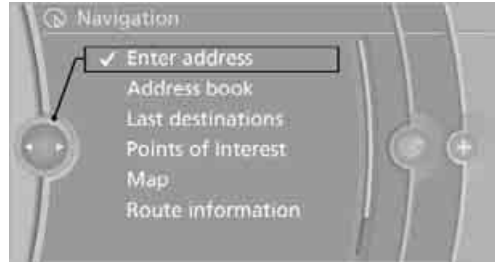 Navigation
Enter address
Address book
Last destinations
Points of Interest
Map
Route information